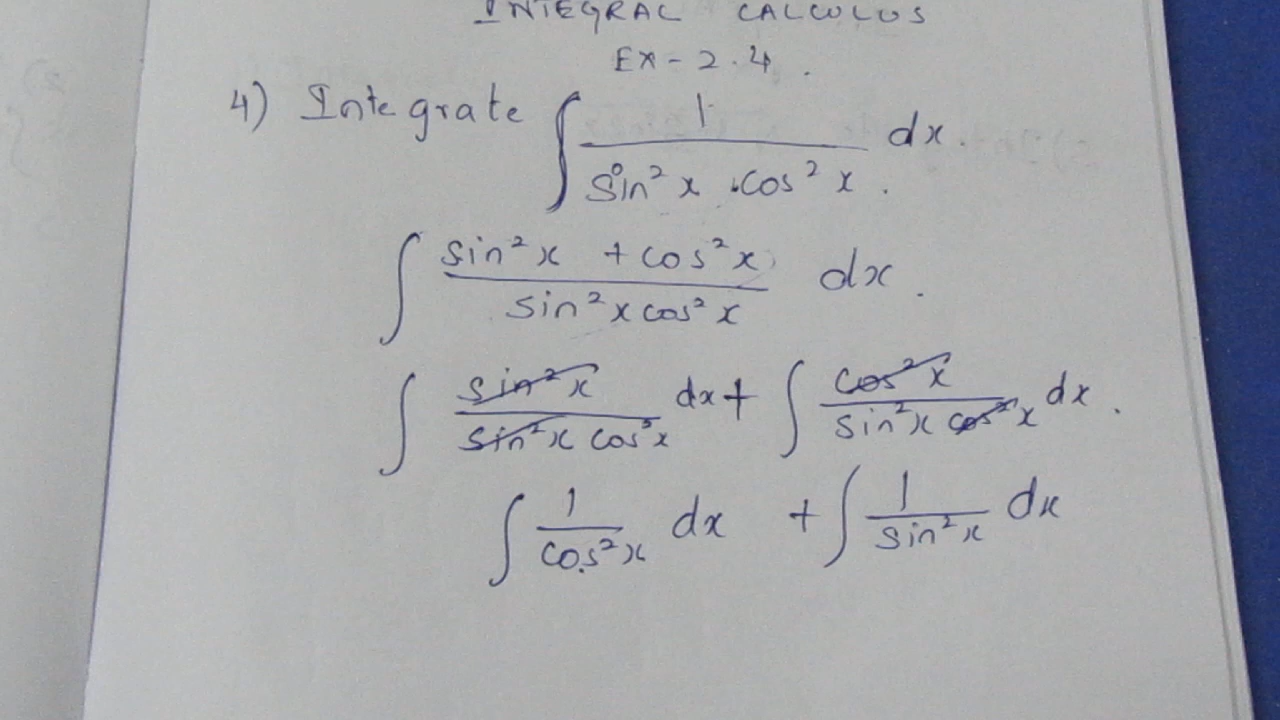 INTEGRAL CALCULUS
EX - 2.4.
4) Integrate ∫ 1 / (sin²x .cos²x) dx.
∫ (sin²x + cos²x) / (sin²x cos²x) dx.
∫ sin²x / (sin²x cos²x) dx + ∫ cos²x / (sin²x cos²x) dx.
∫ 1 / cos²x dx + ∫ 1 / sin²x dx